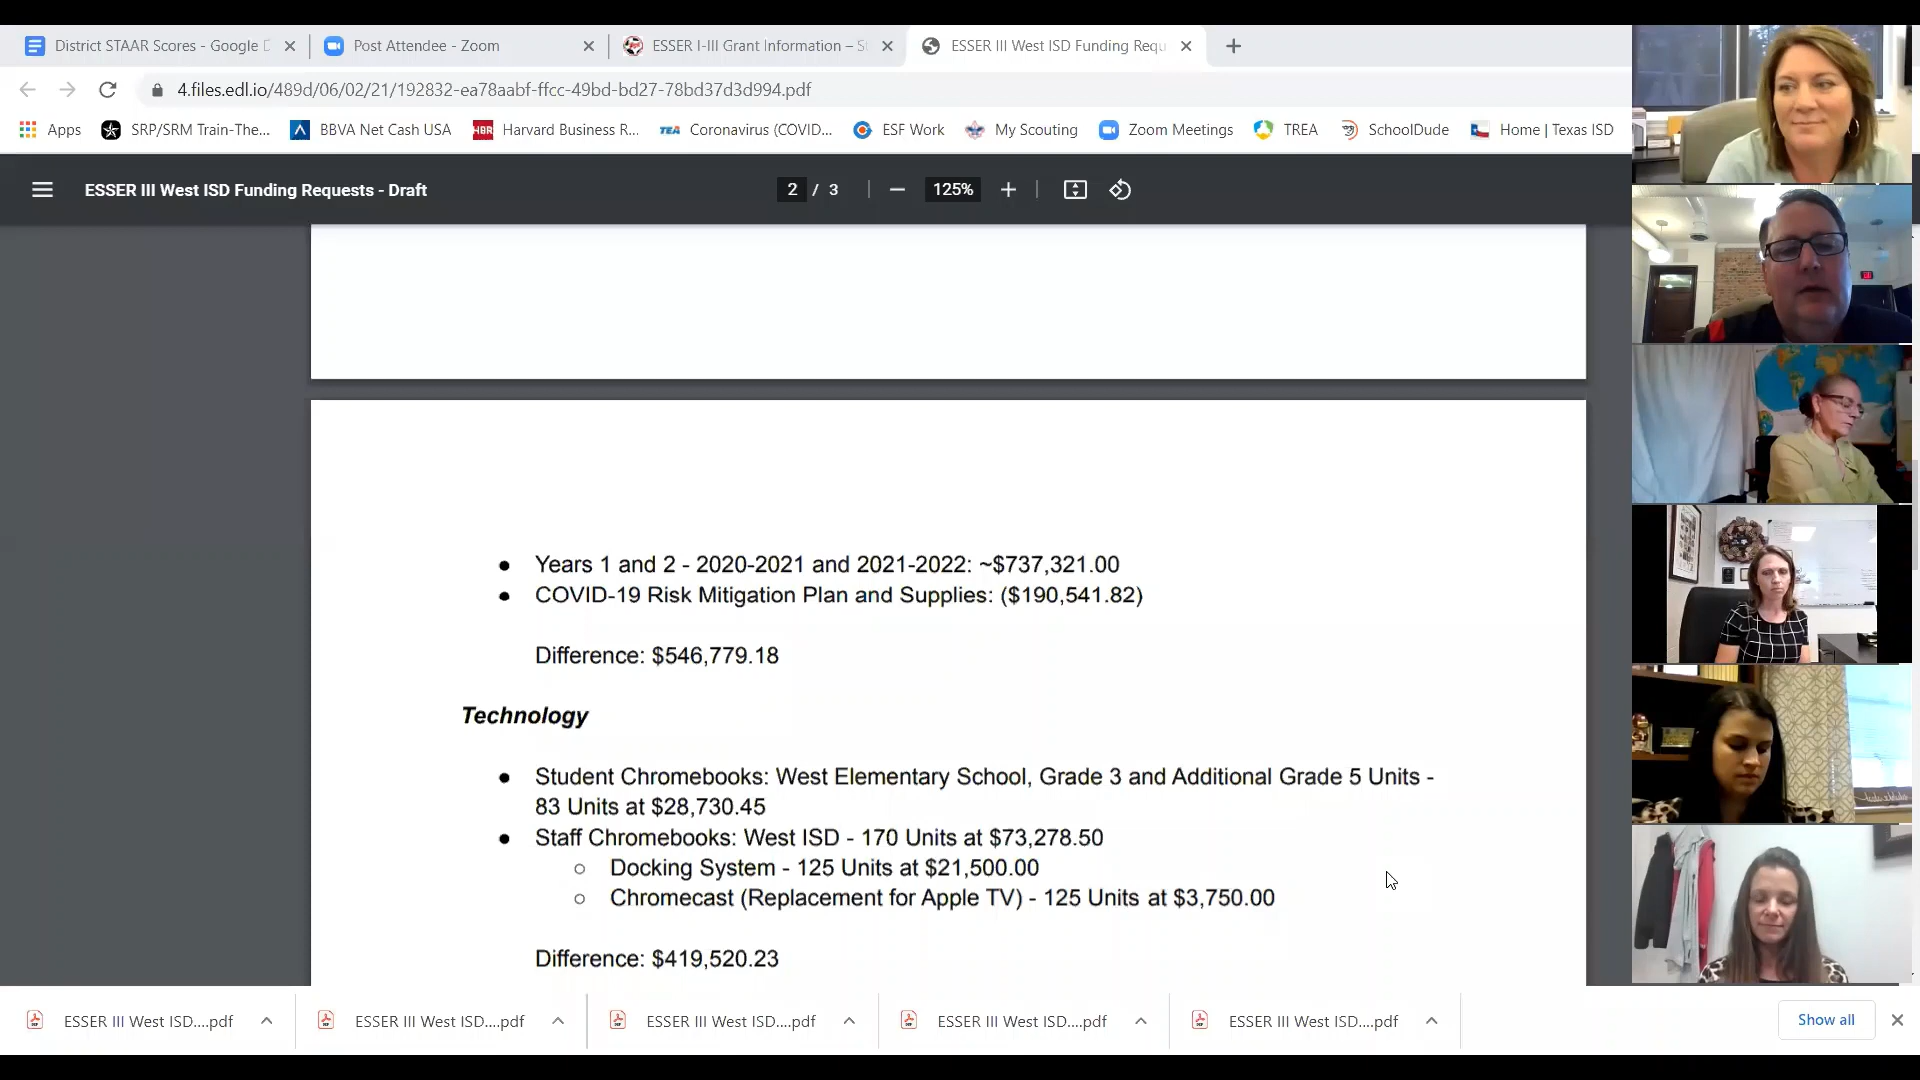 District STAAR Scores - Google D
Post Attendee - Zoom
ESSER I-III Grant Information – S
ESSER III West ISD Funding Requ
4.files.edl.io/489d/06/02/21/192832-ea78aabf-ffcc-49bd-bd27-78bd37d3d994.pdf
Apps
SRP/SRM Train-The...
BBVA Net Cash USA
HBR
Harvard Business R...
TEA
Coronavirus (COVID...
ESF Work
My Scouting
Zoom Meetings
TREA
SchoolDude
Home | Texas ISD
ESSER III West ISD Funding Requests - Draft
2 / 3
125%
● Years 1 and 2 - 2020-2021 and 2021-2022: ~$737,321.00
● COVID-19 Risk Mitigation Plan and Supplies: ($190,541.82)
Difference: $546,779.18
Technology
● Student Chromebooks: West Elementary School, Grade 3 and Additional Grade 5 Units -
83 Units at $28,730.45
● Staff Chromebooks: West ISD - 170 Units at $73,278.50
○ Docking System - 125 Units at $21,500.00
○ Chromecast (Replacement for Apple TV) - 125 Units at $3,750.00
Difference: $419,520.23
ESSER III West ISD....pdf
ESSER III West ISD....pdf
ESSER III West ISD....pdf
ESSER III West ISD....pdf
ESSER III West ISD....pdf
Show all